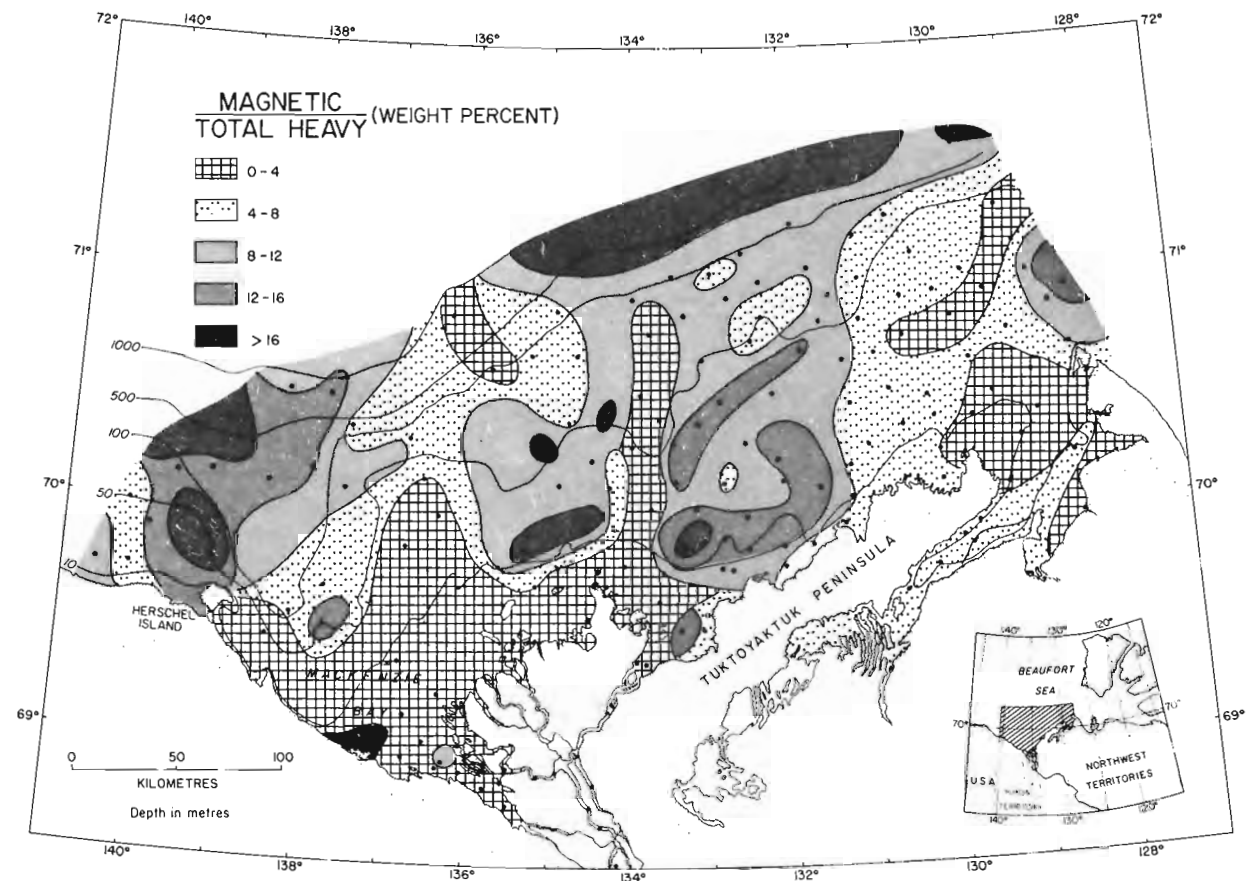 72°
140°
138°
136°
134°
132°
130°
128°
72°
MAGNETIC
TOTAL HEAVY (WEIGHT PERCENT)
0-4
4-8
8-12
12-16
>16
71°
71°
1000
500
100
50
10
70°
70°
HERSCHEL
ISLAND
MACKENZIE
BAY
TUKTOYAKTUK PENINSULA
69°
69°
0 50 100
KILOMETRES
Depth in metres
140°
138°
136°
134°
132°
130°
128°
140° 130° 120°
BEAUFORT
SEA
70° 70°
USA
NORTHWEST
TERRITORIES
YUKON
TERRITORY
140° 130° 120°